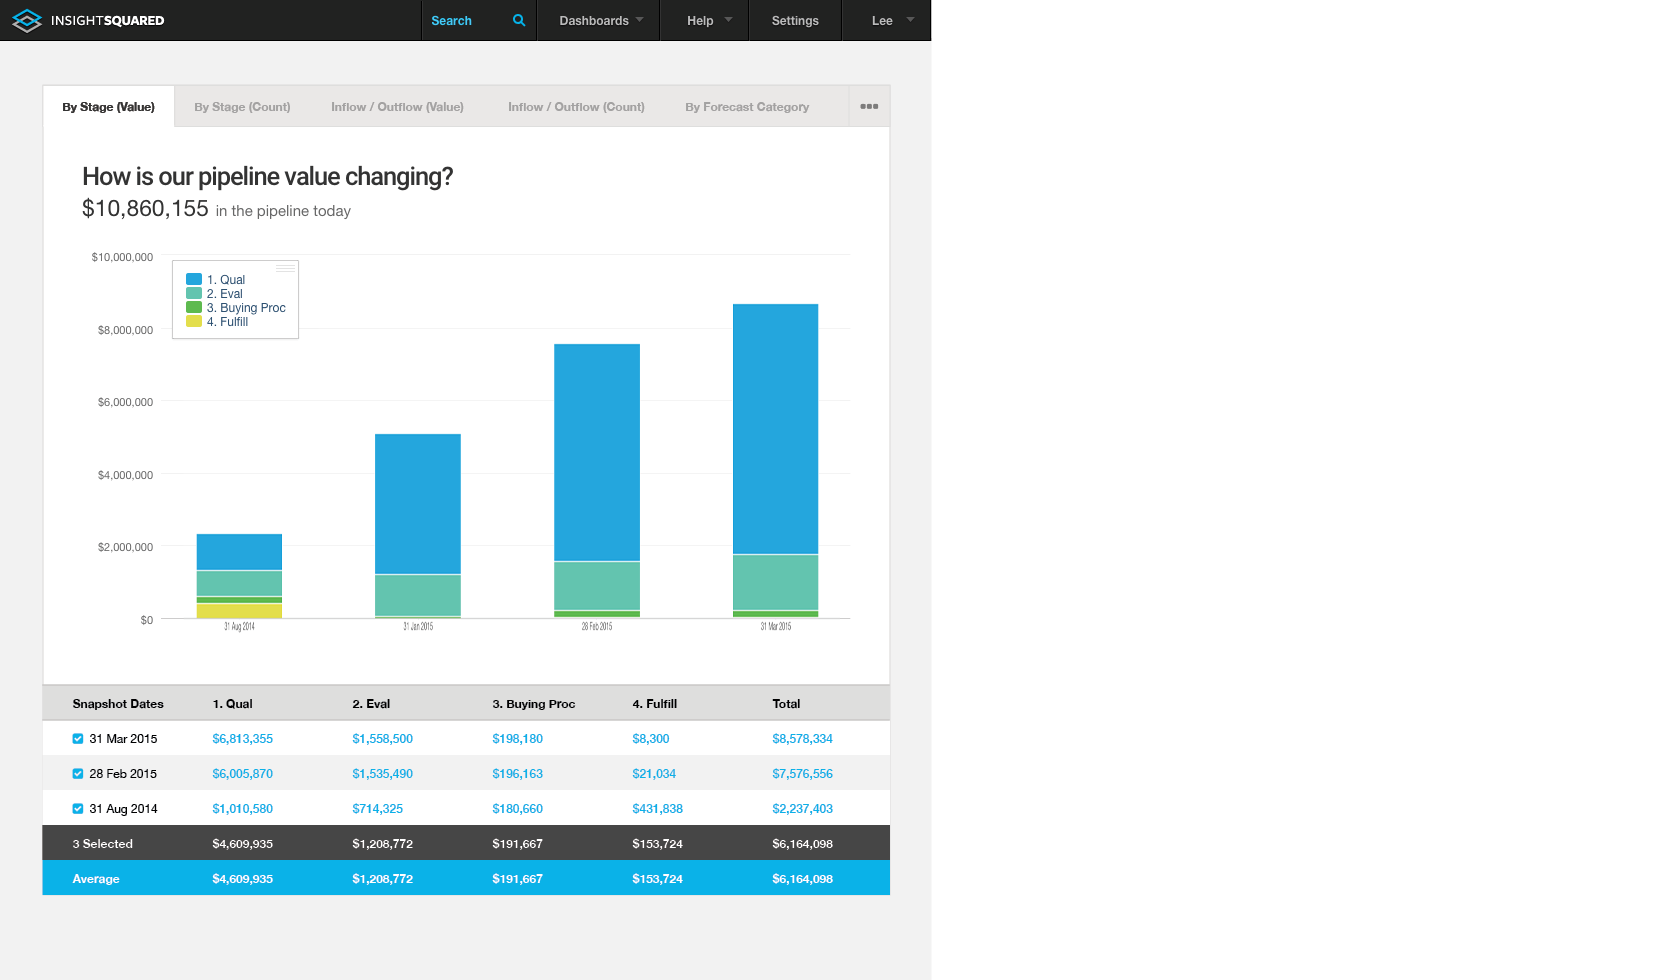 INSIGHTSQUARED Search Dashboards Help Settings Lee
By Stage (Value) By Stage (Count) Inflow / Outflow (Value) Inflow / Outflow (Count) By Forecast Category
How is our pipeline value changing?
$10,860,155 in the pipeline today
$10,000,000
1. Qual
2. Eval
3. Buying Proc
4. Fulfill
$8,000,000
$6,000,000
$4,000,000
$2,000,000
$0
31 Aug 2014 31 Jan 2015 28 Feb 2015 31 Mar 2015
Snapshot Dates 1. Qual 2. Eval 3. Buying Proc 4. Fulfill Total
31 Mar 2015 $6,813,355 $1,558,500 $198,180 $8,300 $8,578,334
28 Feb 2015 $6,005,870 $1,535,490 $196,163 $21,034 $7,576,556
31 Aug 2014 $1,010,580 $714,325 $180,660 $431,838 $2,237,403
3 Selected $4,609,935 $1,208,772 $191,667 $153,724 $6,164,098
Average $4,609,935 $1,208,772 $191,667 $153,724 $6,164,098